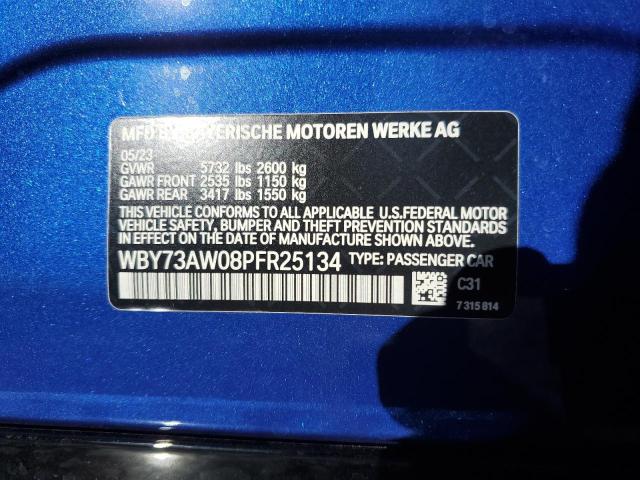 MFD BY BAYERISCHE MOTOREN WERKE AG
05/23
GVWR 5732 lbs 2600 kg
GAWR FRONT 2535 lbs 1150 kg
GAWR REAR 3417 lbs 1550 kg
THIS VEHICLE CONFORMS TO ALL APPLICABLE U.S.FEDERAL MOTOR
VEHICLE SAFETY, BUMPER AND THEFT PREVENTION STANDARDS
IN EFFECT ON THE DATE OF MANUFACTURE SHOWN ABOVE.
WBY73AW08PFR25134 TYPE: PASSENGER CAR
C31
7 315 814